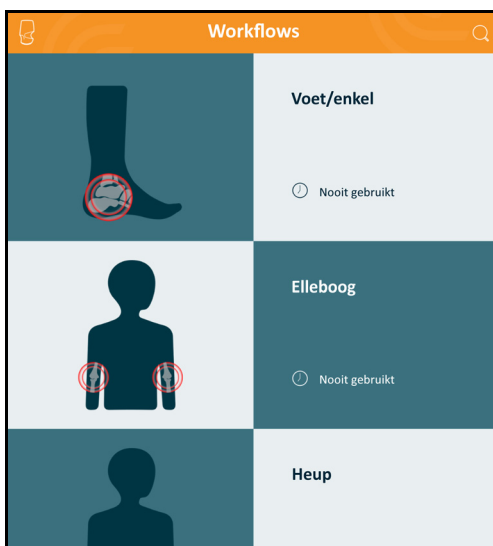 Workflows
Voet/enkel
Nooit gebruikt
Elleboog
Nooit gebruikt
Heup